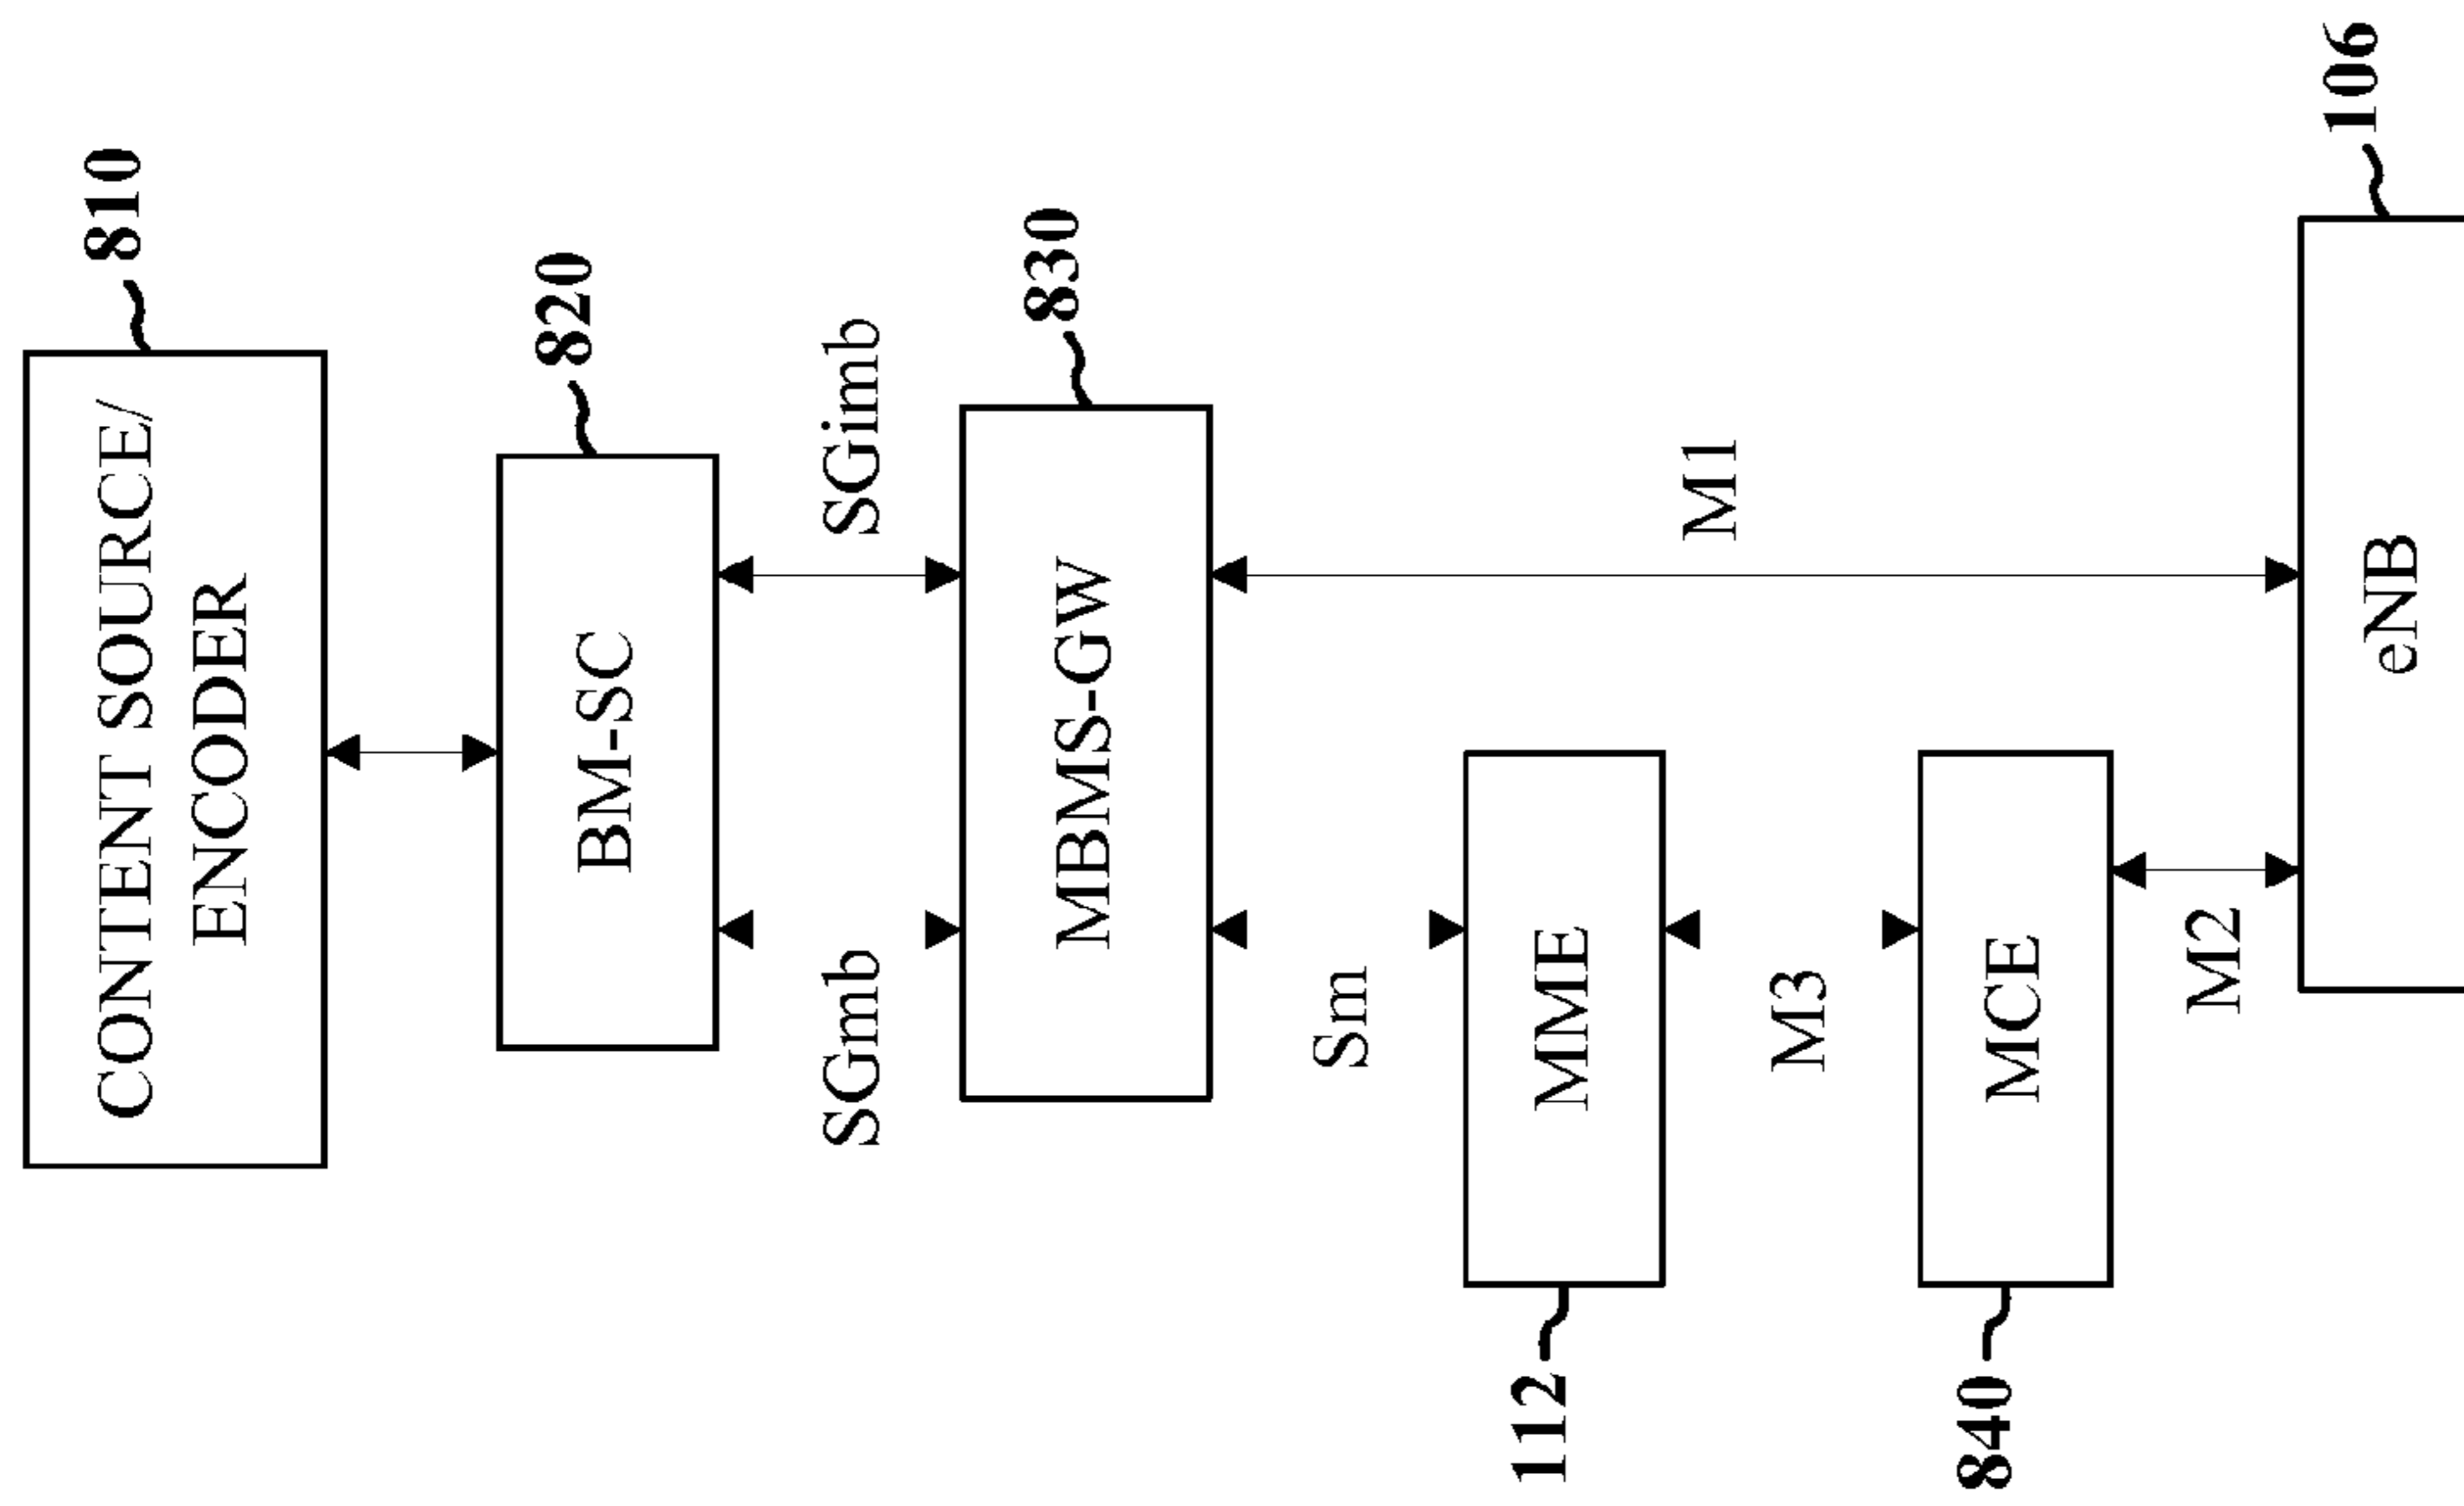 810
CONTENT SOURCE/
ENCODER
820
BM-SC
SGmb
SGimb
830
MBMS-GW
Sm
M1
112
MME
M3
840
MCE
M2
106
eNB